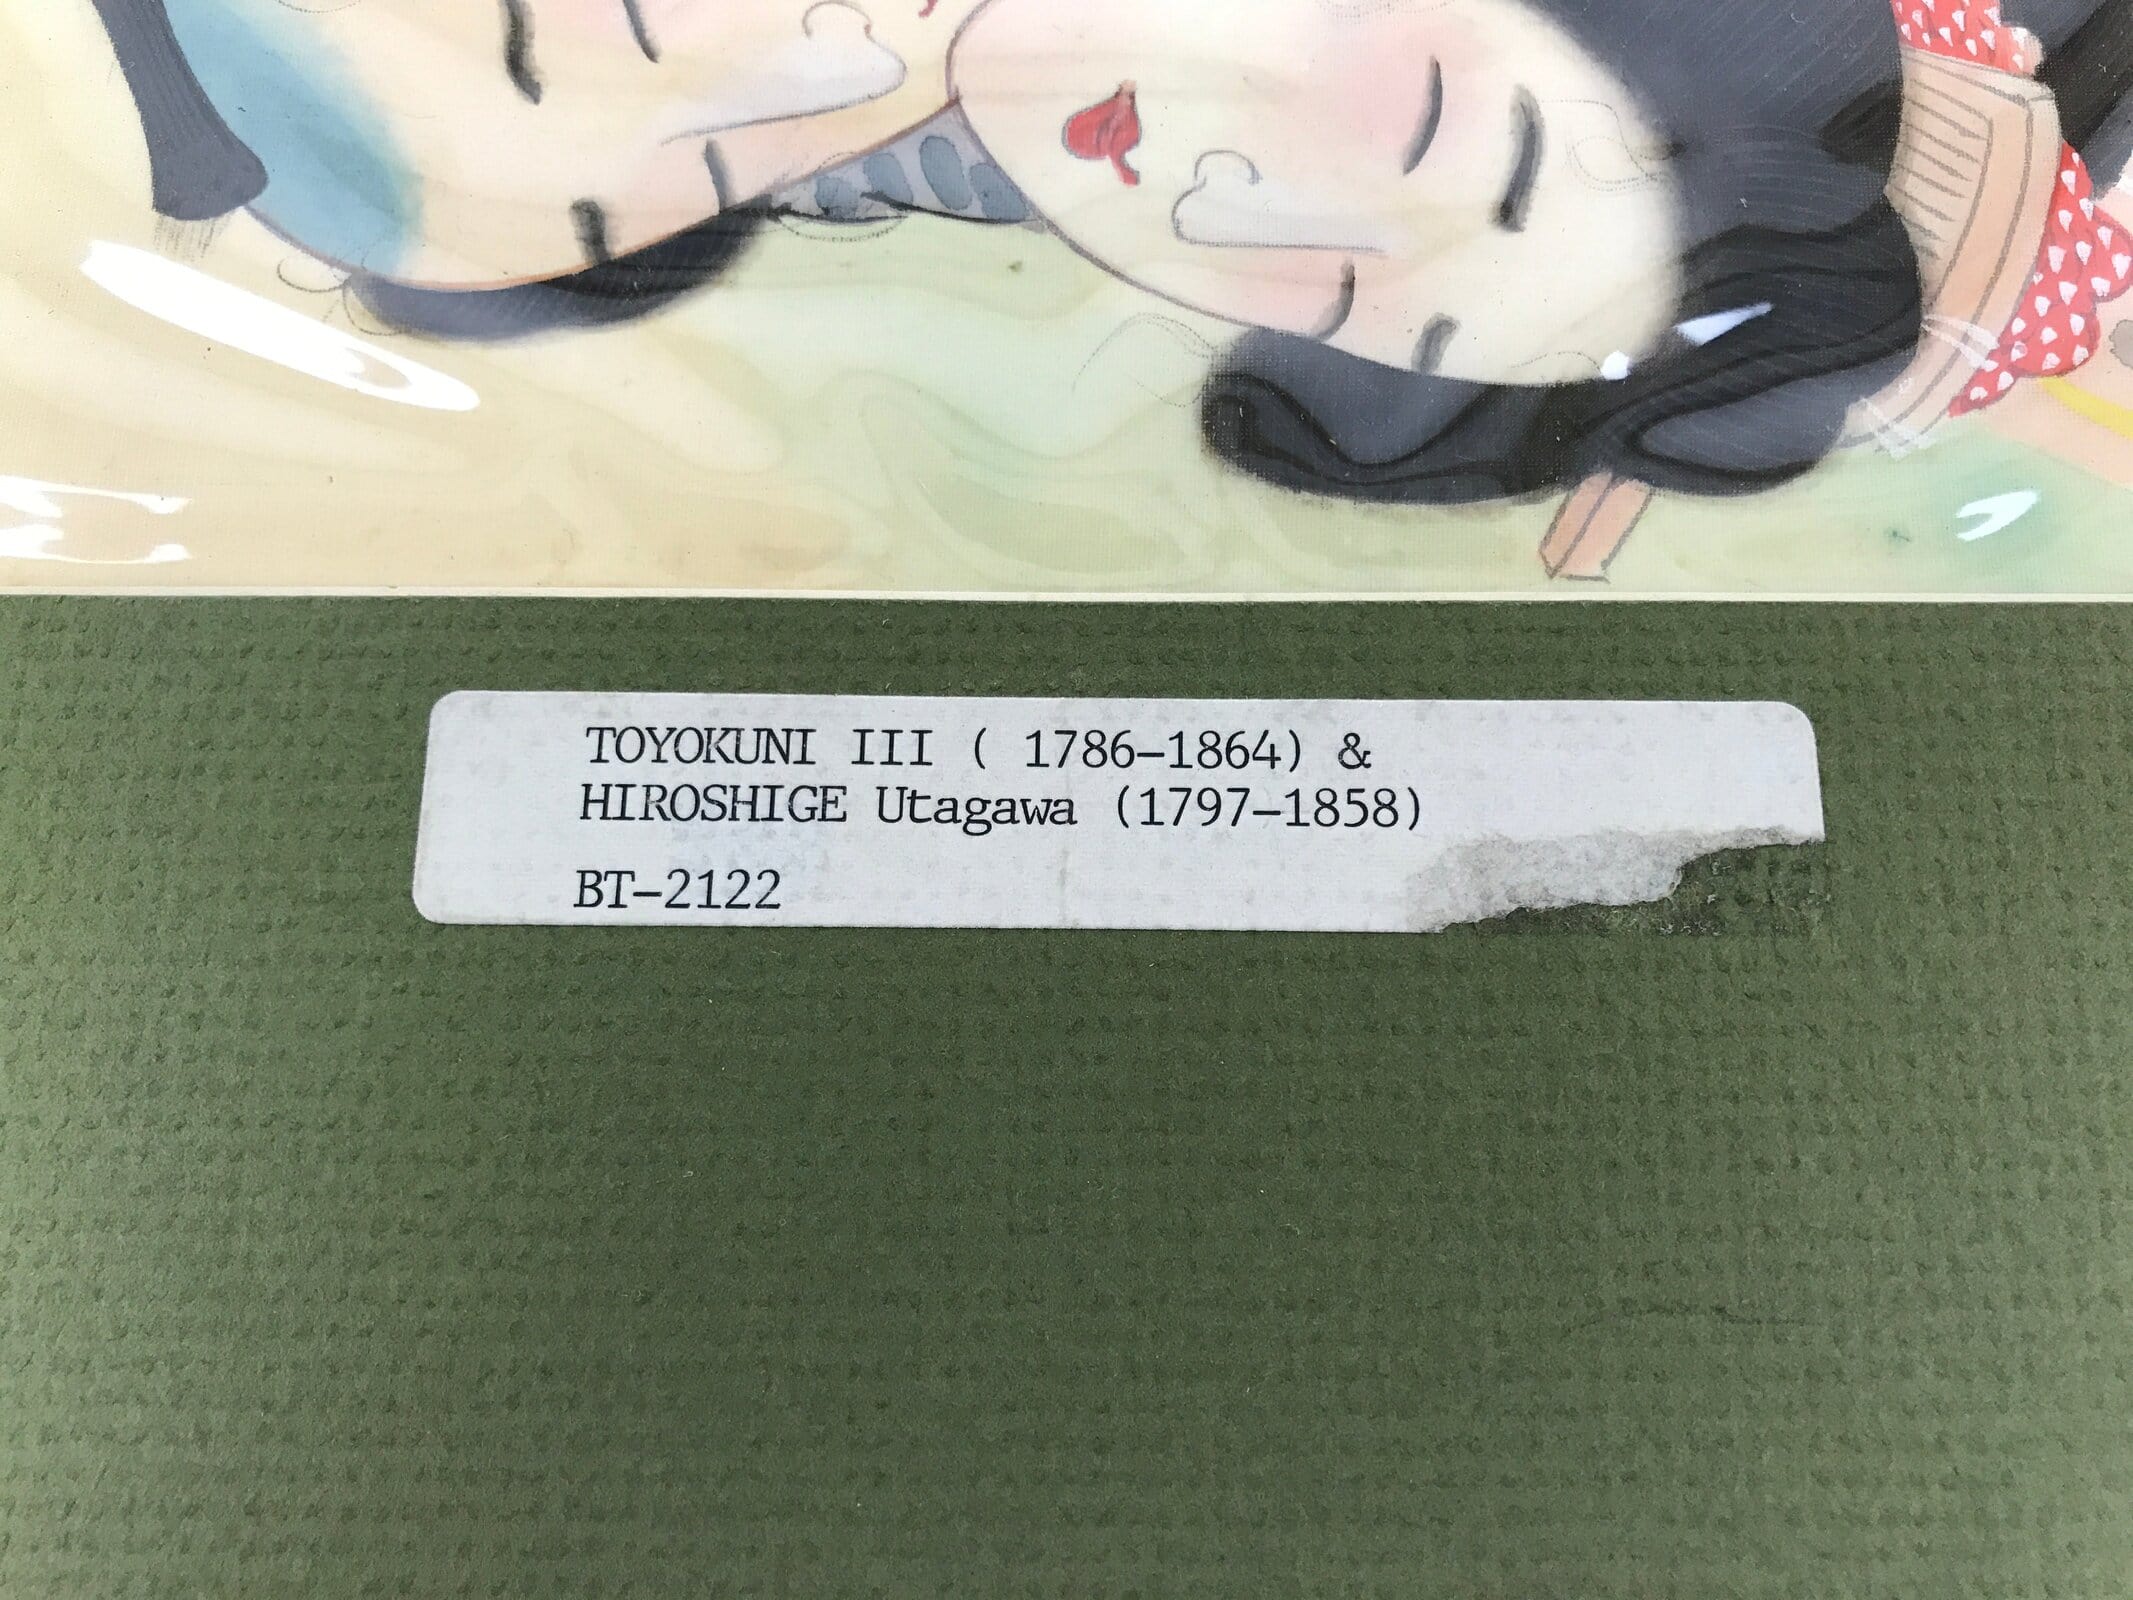 TOYOKUNI III ( 1786-1864) &
HIROSHIGE Utagawa (1797-1858)
BT-2122